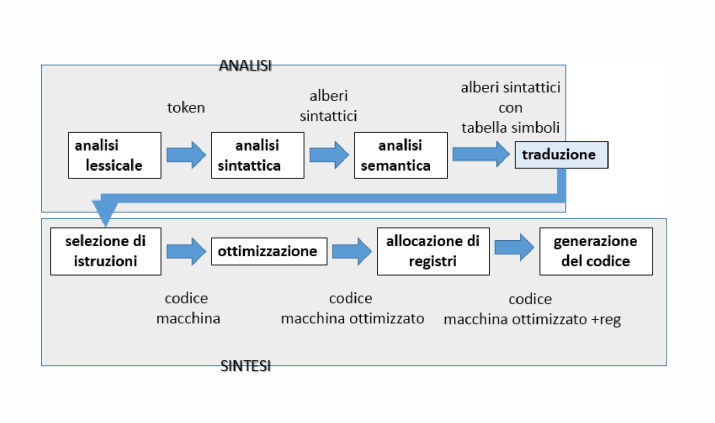 ANALISI
token
alberi
sintattici
alberi sintattici
con
tabella simboli
analisi
lessicale
analisi
sintattica
analisi
semantica
traduzione
selezione di
istruzioni
ottimizzazione
allocazione di
registri
generazione
del codice
codice
macchina
codice
macchina ottimizzato
codice
macchina ottimizzato +reg
SINTESI